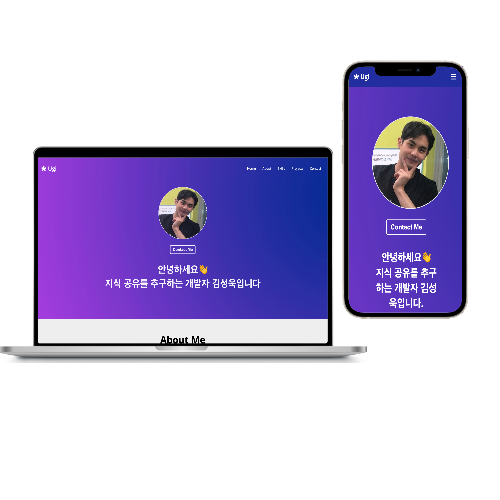 ★ Ugi
Home About Skills Projects Contact
Contact Me
안녕하세요👋
지식 공유를 추구하는 개발자 김성욱입니다
About Me
★ Ugi
Contact Me
안녕하세요👋
지식 공유를 추구
하는 개발자 김성
욱입니다.